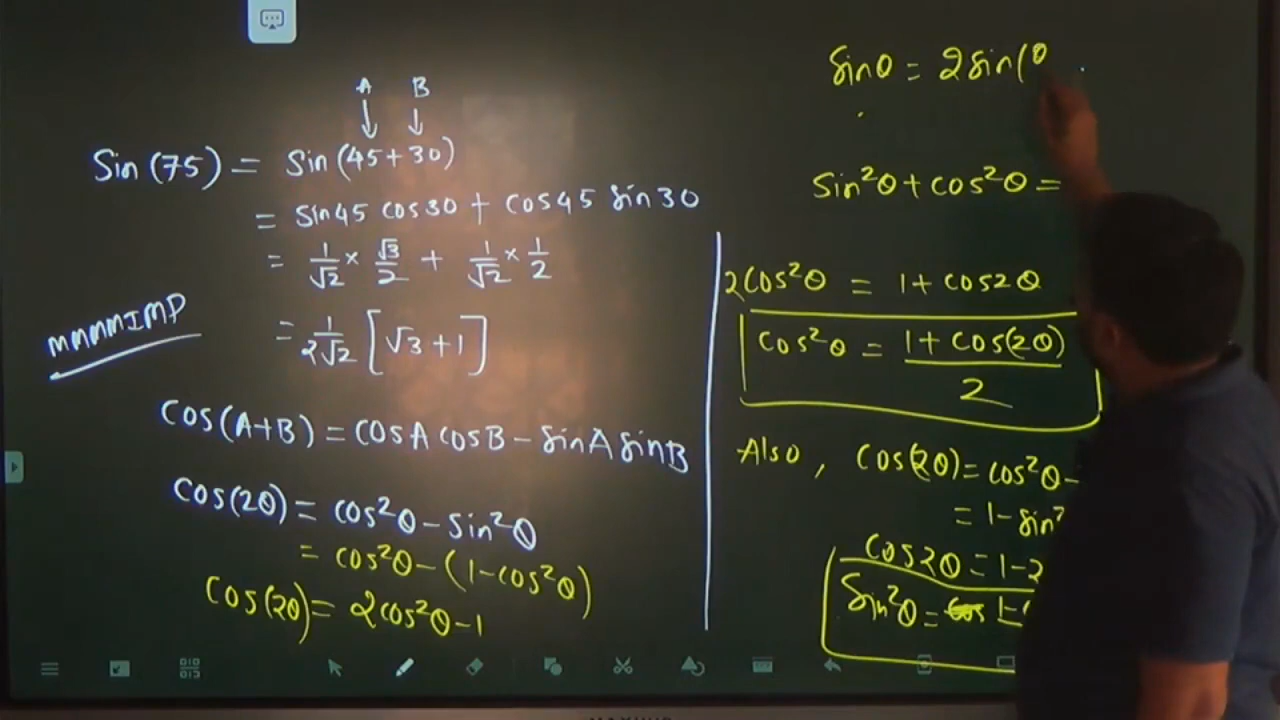 A B
Sin (75) = Sin (45+30)
= Sin45 cos30 + cos45 Sin 30
= 1/√2 × √3/2 + 1/√2 × 1/2
= 1/2√2 [√3+1]
MMMMIMP
Cos(A+B) = COSA COSB - SinA SinB
Cos(2θ) = cos²θ - Sin²θ
= cos²θ - (1-cos²θ)
Cos(2θ) = 2cos²θ-1
Sinθ = 2Sin(θ
Sin²θ + cos²θ =
2Cos²θ = 1 + cos2θ
Cos²θ = 1 + Cos(2θ)/2
Also, Cos(2θ) = cos²θ -
= 1 - Sin²
Cos2θ = 1-2
Sin²θ = 1-